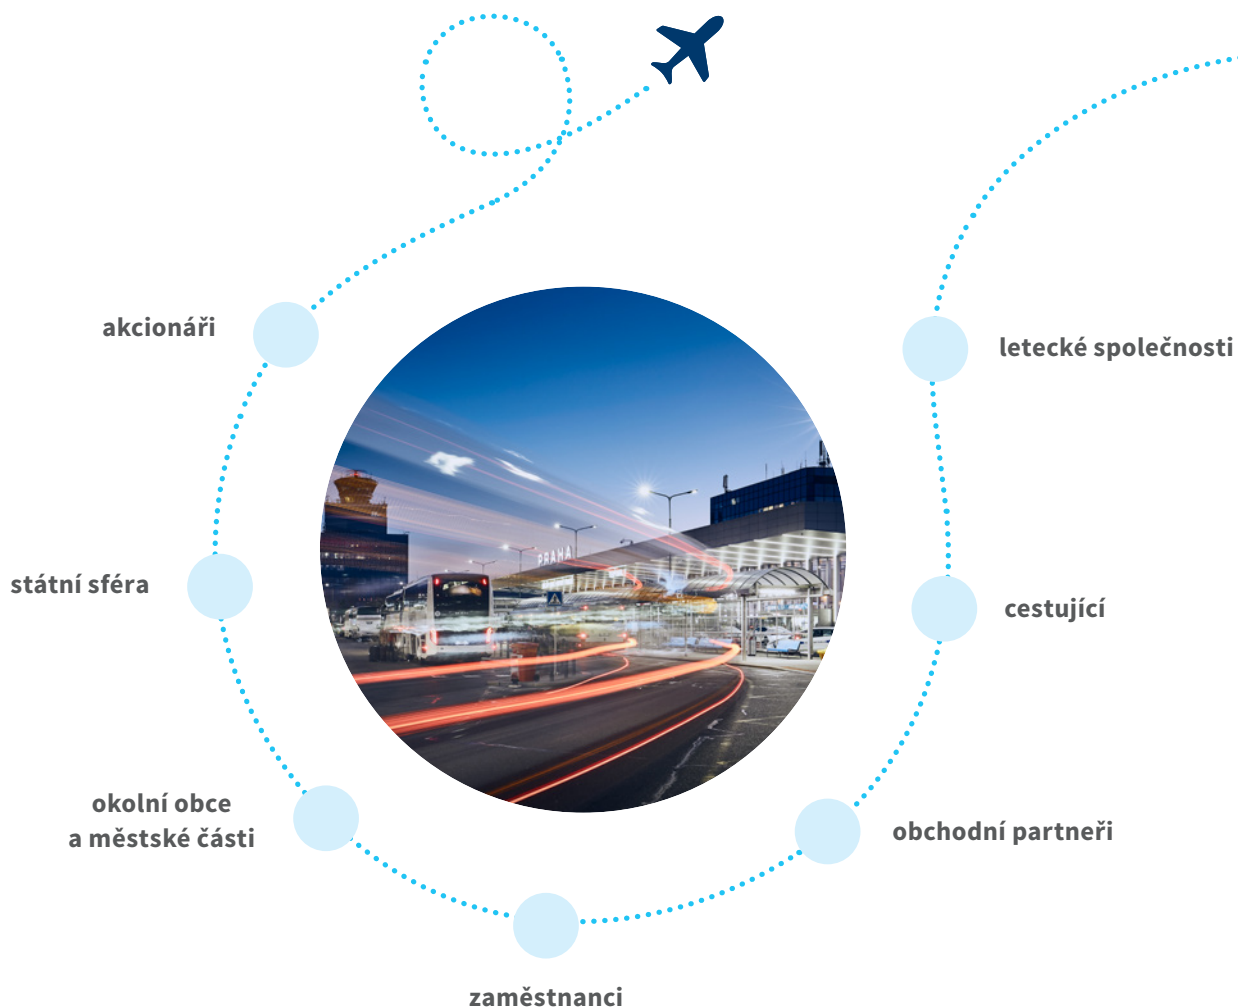 akcionáři
letecké společnosti
PRAHA
státní sféra
cestující
okolní obce
a městské části
obchodní partneři
zaměstnanci